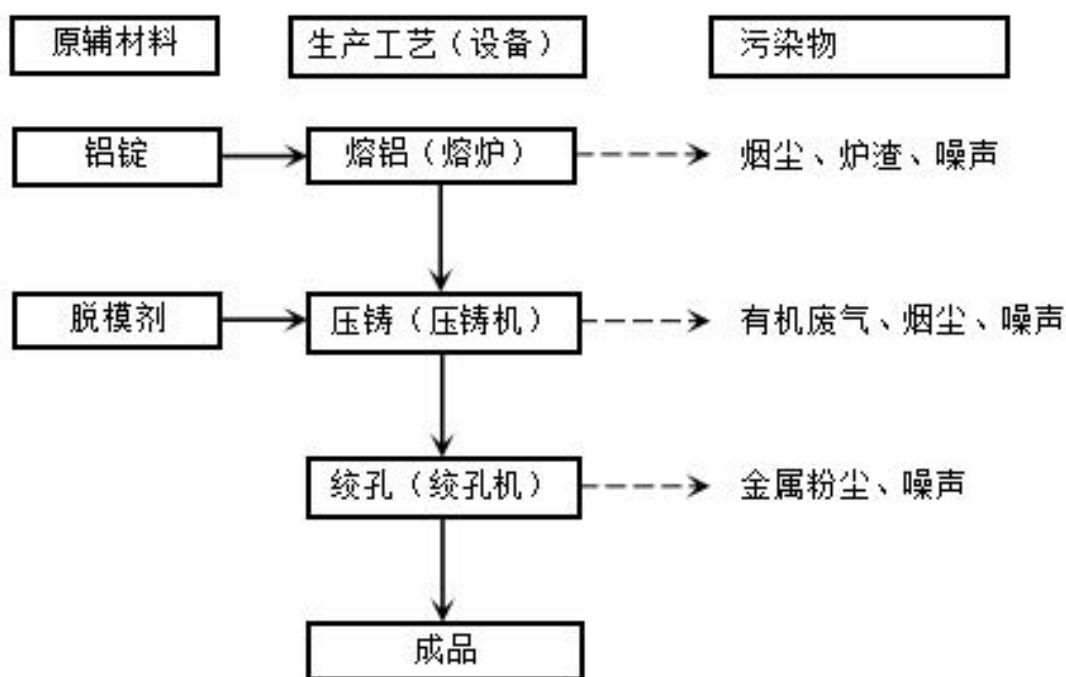 原辅材料
生产工艺（设备）
污染物
铝锭
熔铝（熔炉）
烟尘、炉渣、噪声
脱模剂
压铸（压铸机）
有机废气、烟尘、噪声
绞孔（绞孔机）
金属粉尘、噪声
成品